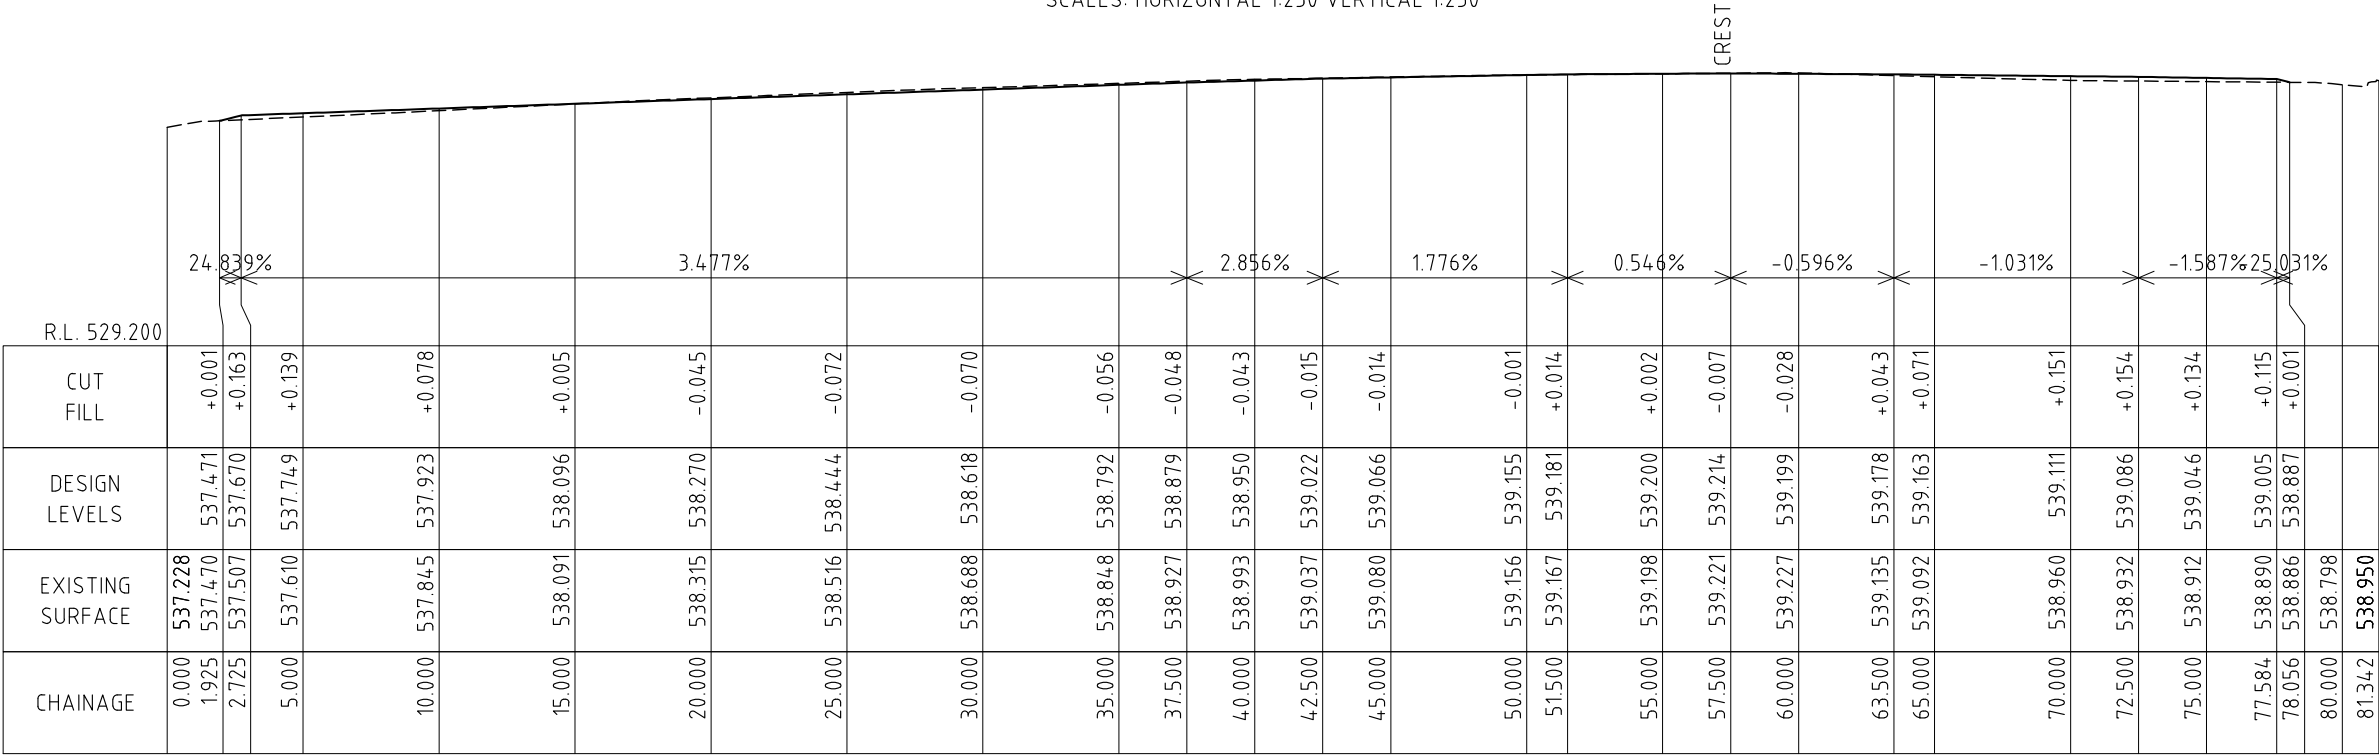 SCALES: HORIZONTAL 1:250 VERTICAL 1:250
CREST
24.839% 3.477% 2.856% 1.776% 0.546% -0.596% -1.031% -1.587% -25.031%
R.L. 529.200
CUT
FILL
+0.001 +0.163 +0.139 +0.078 +0.005 -0.045 -0.072 -0.070 -0.056 -0.048 -0.043 -0.015 -0.014 -0.001 +0.014 +0.002 -0.007 -0.028 +0.043 +0.071 +0.151 +0.154 +0.134 +0.115 +0.001
DESIGN
LEVELS
537.471 537.670 537.749 537.923 538.096 538.270 538.444 538.618 538.792 538.879 538.950 539.022 539.066 539.155 539.181 539.200 539.214 539.199 539.178 539.163 539.111 539.086 539.046 539.005 538.887
EXISTING
SURFACE
537.228 537.470 537.507 537.610 537.845 538.091 538.315 538.516 538.688 538.848 538.927 538.993 539.037 539.080 539.156 539.167 539.198 539.221 539.227 539.135 539.092 538.960 538.932 538.912 538.890 538.886 538.798 538.950
CHAINAGE
0.000 1.925 2.725 5.000 10.000 15.000 20.000 25.000 30.000 35.000 37.500 40.000 42.500 45.000 50.000 51.500 55.000 57.500 60.000 63.500 65.000 70.000 72.500 75.000 77.584 78.056 80.000 81.342